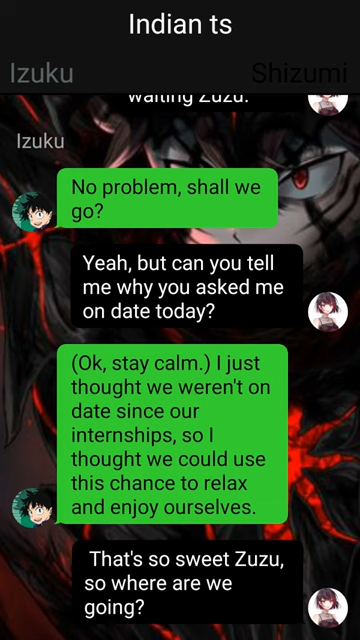 Indian ts
Izuku Shizumi
waiting Zuzu.
Izuku
No problem, shall we
go?
Yeah, but can you tell
me why you asked me
on date today?
(Ok, stay calm.) I just
thought we weren't on
date since our
internships, so I
thought we could use
this chance to relax
and enjoy ourselves.
That's so sweet Zuzu,
so where are we
going?